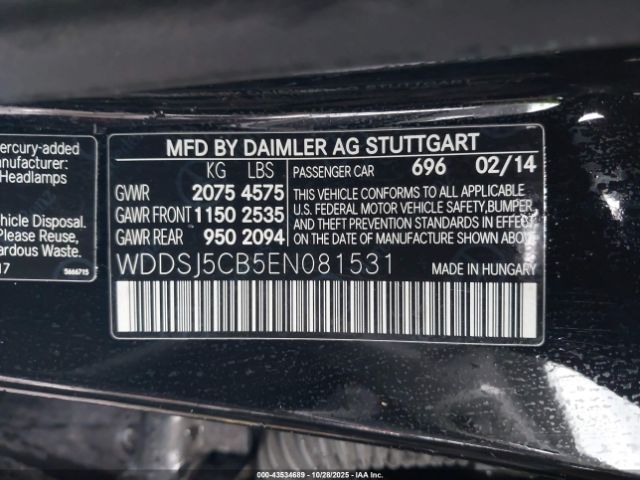 MFD BY DAIMLER AG STUTTGART
KG LBS
PASSENGER CAR 696 02/14
GVWR 2075 4575
GAWR FRONT 1150 2535
GAWR REAR 950 2094
THIS VEHICLE CONFORMS TO ALL APPLICABLE
U.S. FEDERAL MOTOR VEHICLE SAFETY, BUMPER,
AND THEFT PREVENTION STANDARDS IN EFFECT
ON THE DATE OF MANUFACTURE SHOWN ABOVE.
WDDSJ5CB5EN081531
MADE IN HUNGARY
ercury-added
anufacturer:
Headlamps
hicle Disposal.
Please Reuse,
ardous Waste.
17
5666715
000-43534689 - 10/28/2025 - IAAI.COM